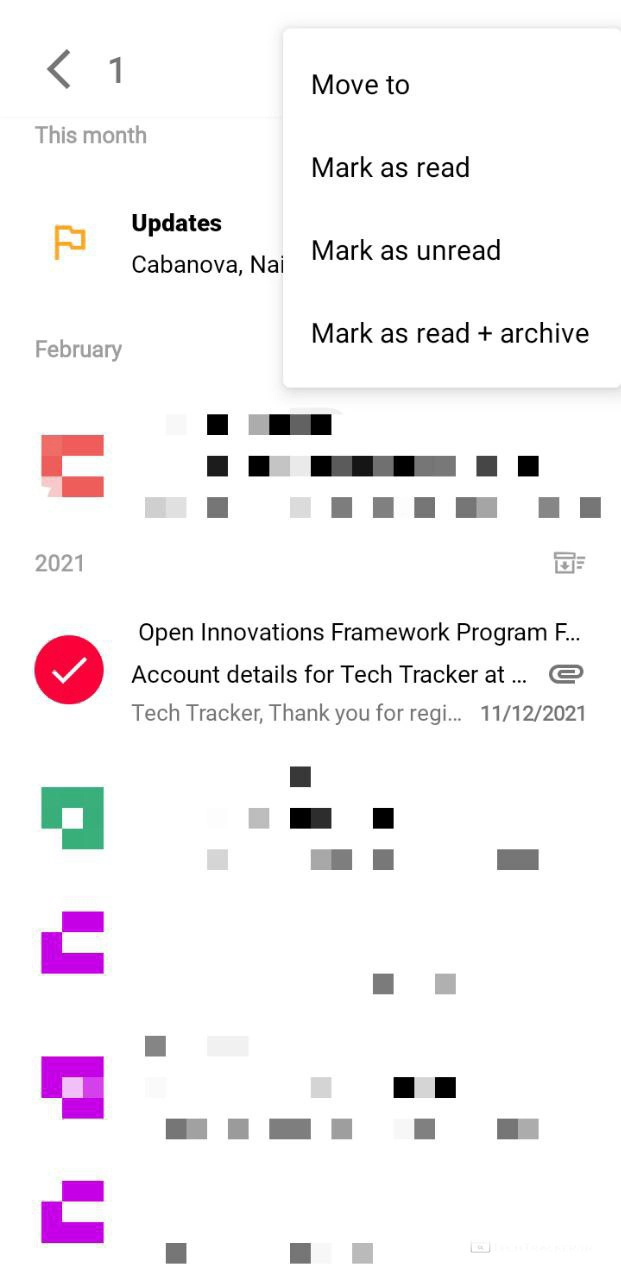 1
Move to
Mark as read
Mark as unread
Mark as read + archive
This month
Updates
Cabanova, Nai
February
2021
Open Innovations Framework Program F...
Account details for Tech Tracker at ...
Tech Tracker, Thank you for regi... 11/12/2021